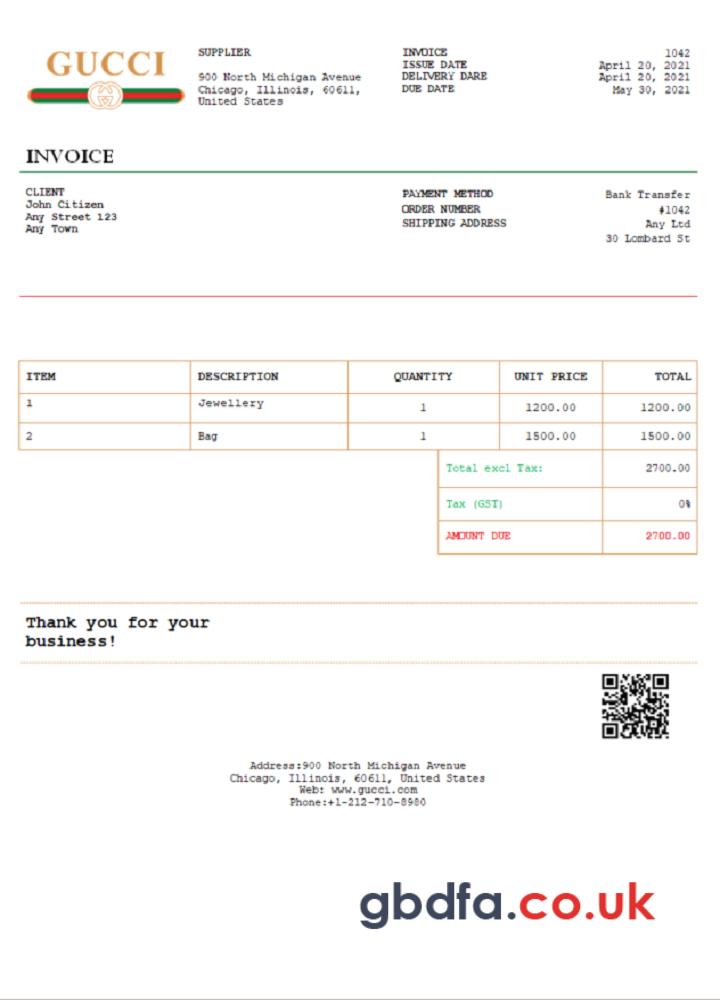 GUCCI
SUPPLIER
900 North Michigan Avenue
Chicago, Illinois, 60611,
United States
INVOICE 1042
ISSUE DATE April 20, 2021
DELIVERY DARE April 20, 2021
DUE DATE May 30, 2021
INVOICE
CLIENT
John Citizen
Any Street 123
Any Town
PAYMENT METHOD Bank Transfer
ORDER NUMBER #1042
SHIPPING ADDRESS Any Ltd
30 Lombard St
ITEM DESCRIPTION QUANTITY UNIT PRICE TOTAL
1 Jewellery 1 1200.00 1200.00
2 Bag 1 1500.00 1500.00
Total excl Tax: 2700.00
Tax (GST) 0%
AMOUNT DUE 2700.00
Thank you for your
business!
Address:900 North Michigan Avenue
Chicago, Illinois, 60611, United States
Web: www.gucci.com
Phone:+1-212-710-8980
gbdfa.co.uk